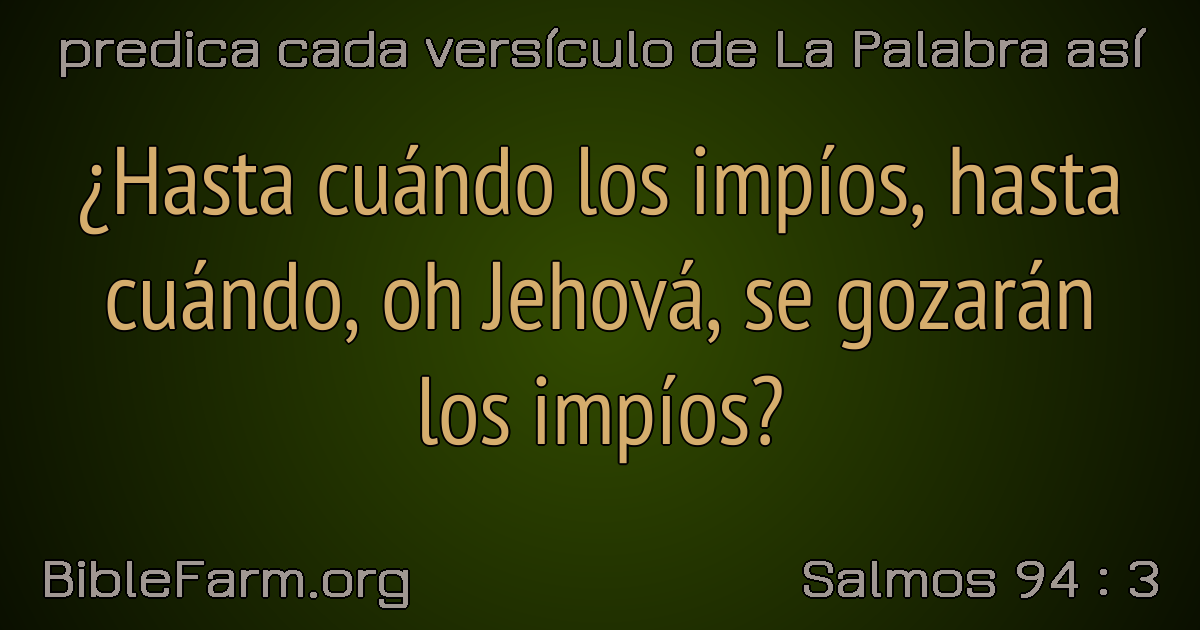 predica cada versículo de La Palabra así
¿Hasta cuándo los impíos, hasta
cuándo, oh Jehová, se gozarán
los impíos?
BibleFarm.org
Salmos 94 : 3